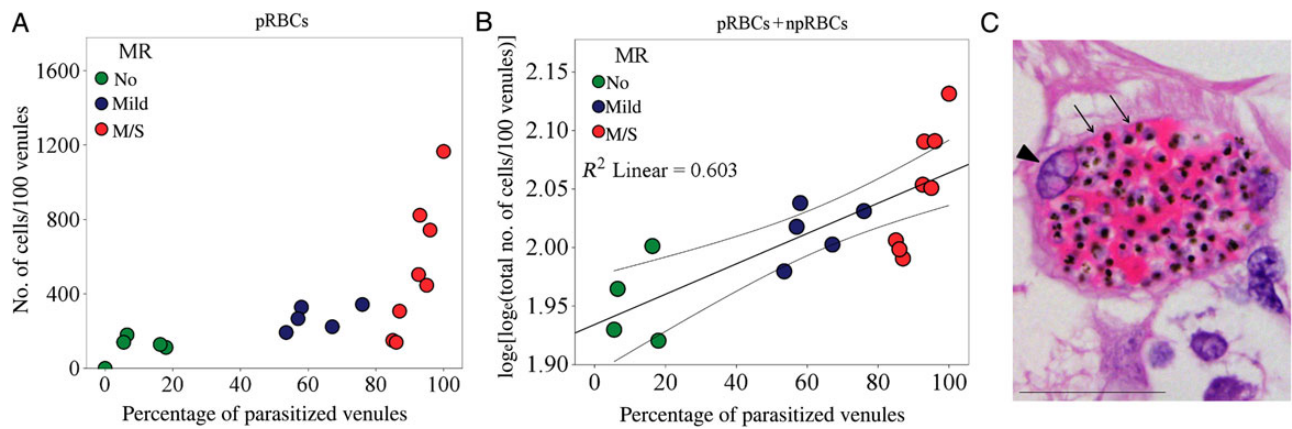 A
pRBCs
No. of cells/100 venules
1600
1200
800
400
0
MR
No
Mild
M/S
0 20 40 60 80 100
Percentage of parasitized venules
B
pRBCs+npRBCs
logₑ[logₑ(total no. of cells/100 venules)]
2.15
2.10
2.05
2.00
1.95
1.90
MR
No
Mild
M/S
R² Linear = 0.603
0 20 40 60 80 100
Percentage of parasitized venules
C